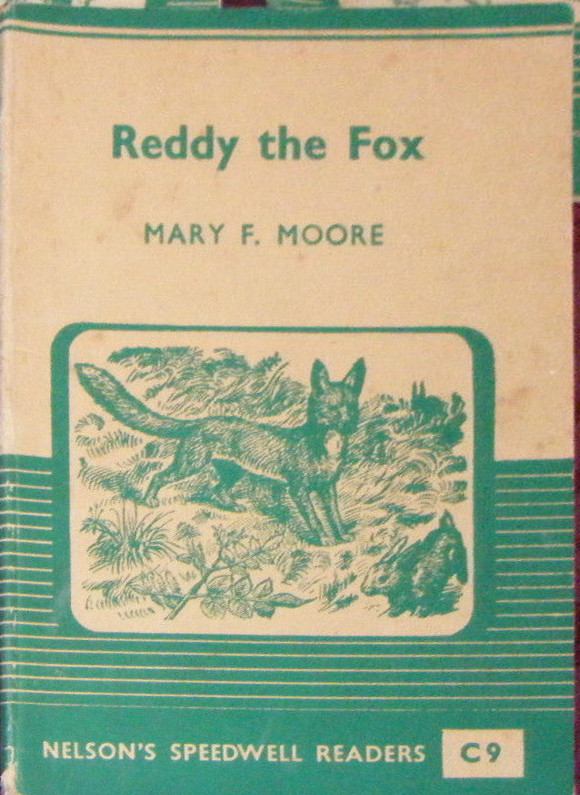 Reddy the Fox
MARY F. MOORE
NELSON'S SPEEDWELL READERS C9